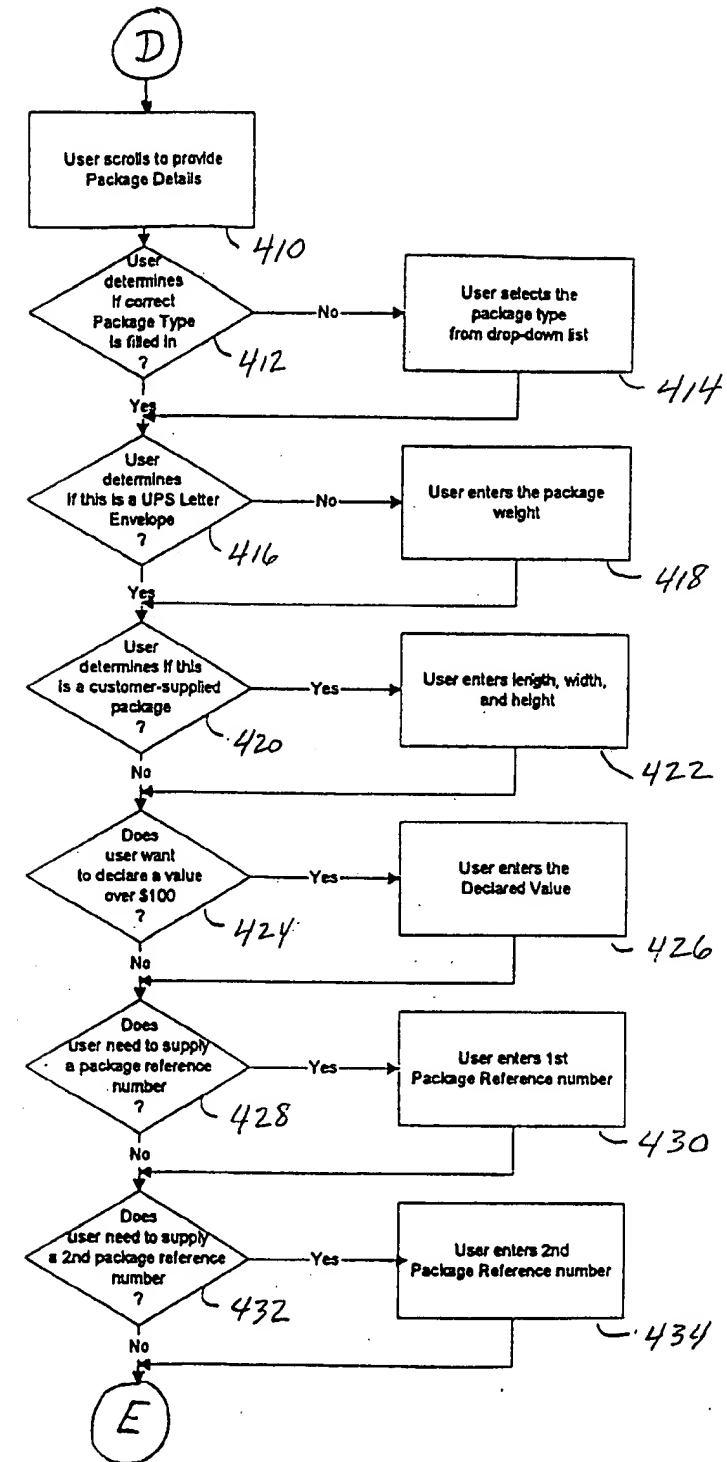 D
User scrolls to provide
Package Details
410
User
determines
if correct
Package Type
is filled in
?
412
No
User selects the
package type
from drop-down list
414
Yes
User
determines
if this is a UPS Letter
Envelope
?
416
No
User enters the package
weight
418
Yes
User
determines if this
is a customer-supplied
package
?
420
Yes
User enters length, width,
and height
422
No
Does
user want
to declare a value
over $100
?
424
Yes
User enters the
Declared Value
426
No
Does
user need to supply
a package reference
number
?
428
Yes
User enters 1st
Package Reference number
430
No
Does
user need to supply
a 2nd package reference
number
?
432
Yes
User enters 2nd
Package Reference number
434
No
E